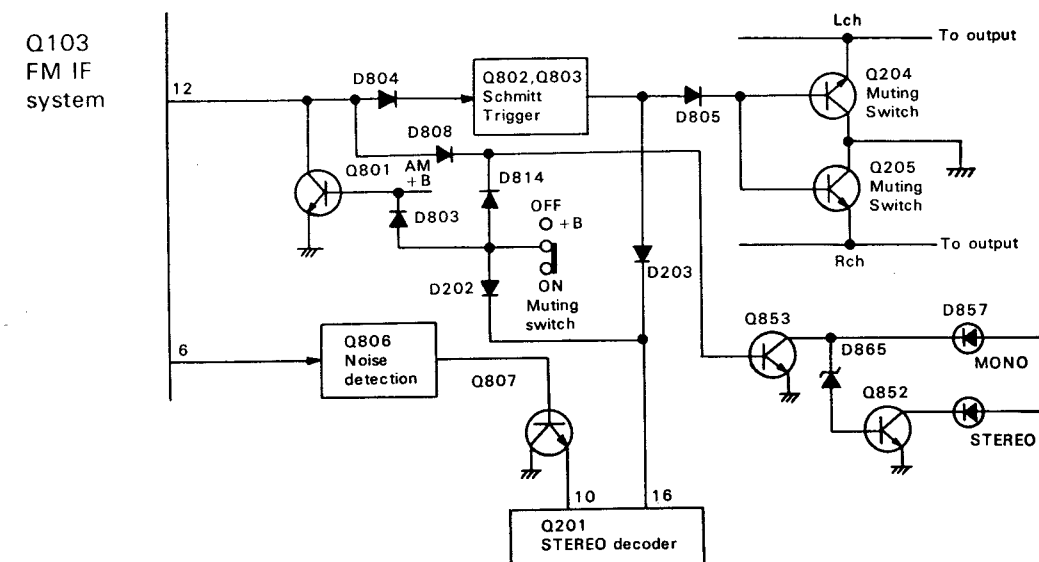 Q103
FM IF
system
12
D804
Q802, Q803
Schmitt
Trigger
D805
Lch
To output
Q204
Muting
Switch
Q205
Muting
Switch
To output
Rch
D808
Q801
AM
+B
D803
D814
OFF
+B
ON
Muting
switch
D202
D203
6
Q806
Noise
detection
Q807
Q853
D865
D857
MONO
Q852
STEREO
10
16
Q201
STEREO decoder